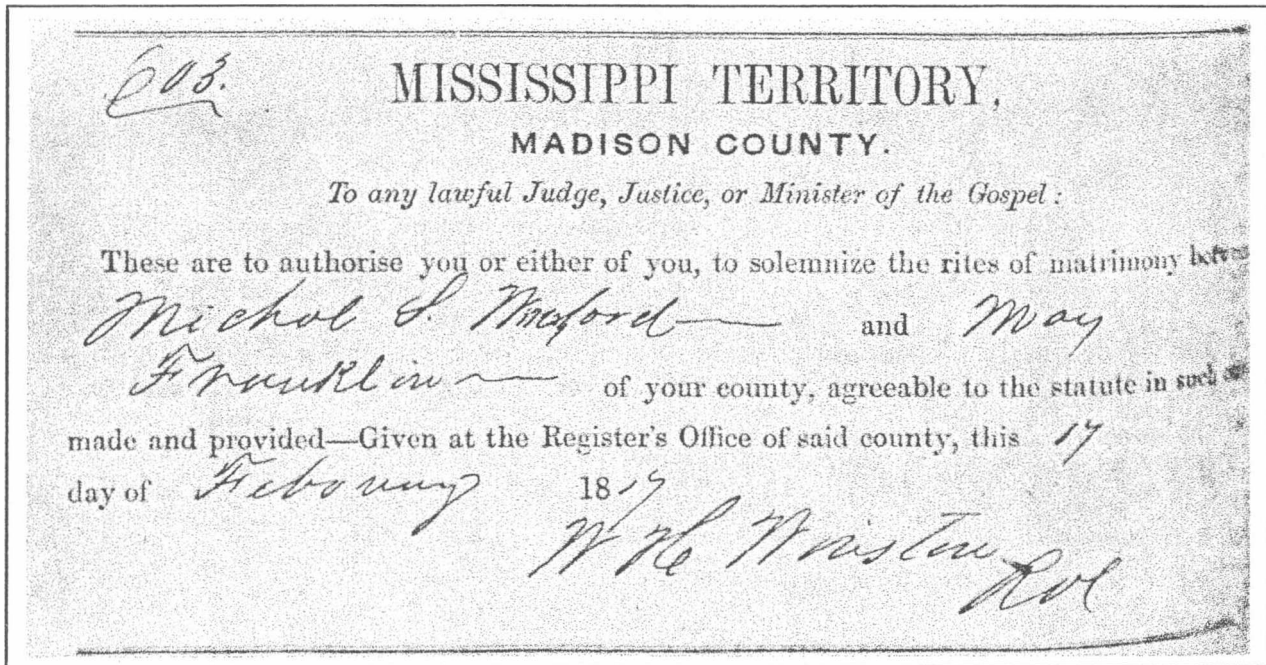 603.
MISSISSIPPI TERRITORY,
MADISON COUNTY.
To any lawful Judge, Justice, or Minister of the Gospel :
These are to authorise you or either of you, to solemnize the rites of matrimony
Michol S. and May
Franklin of your county, agreeable to the statute in such
made and provided—Given at the Register's Office of said county, this 17
day of 1817
W H Winston